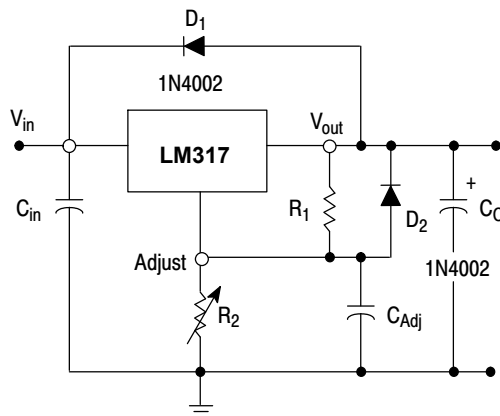 D1
1N4002
Vin
Vout
LM317
Cin
R1
D2
+
CO
1N4002
Adjust
R2
CAdj